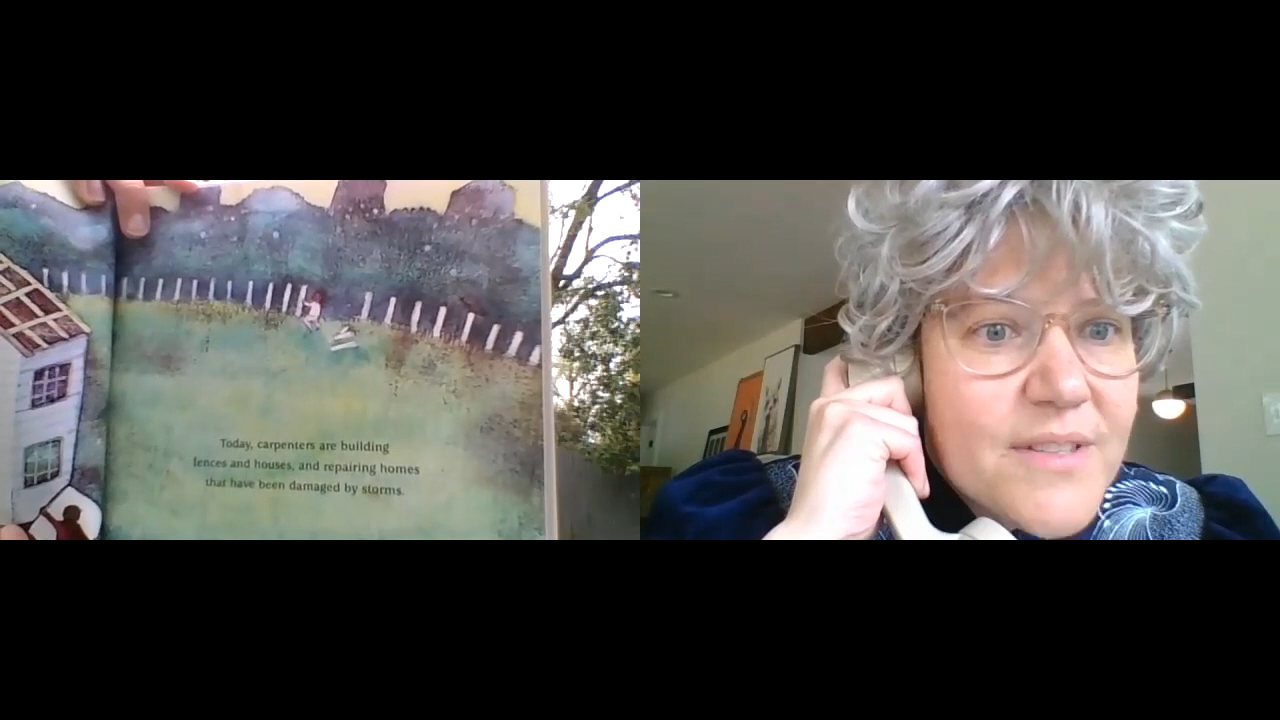 Today, carpenters are building
fences and houses, and repairing homes
that have been damaged by storms.